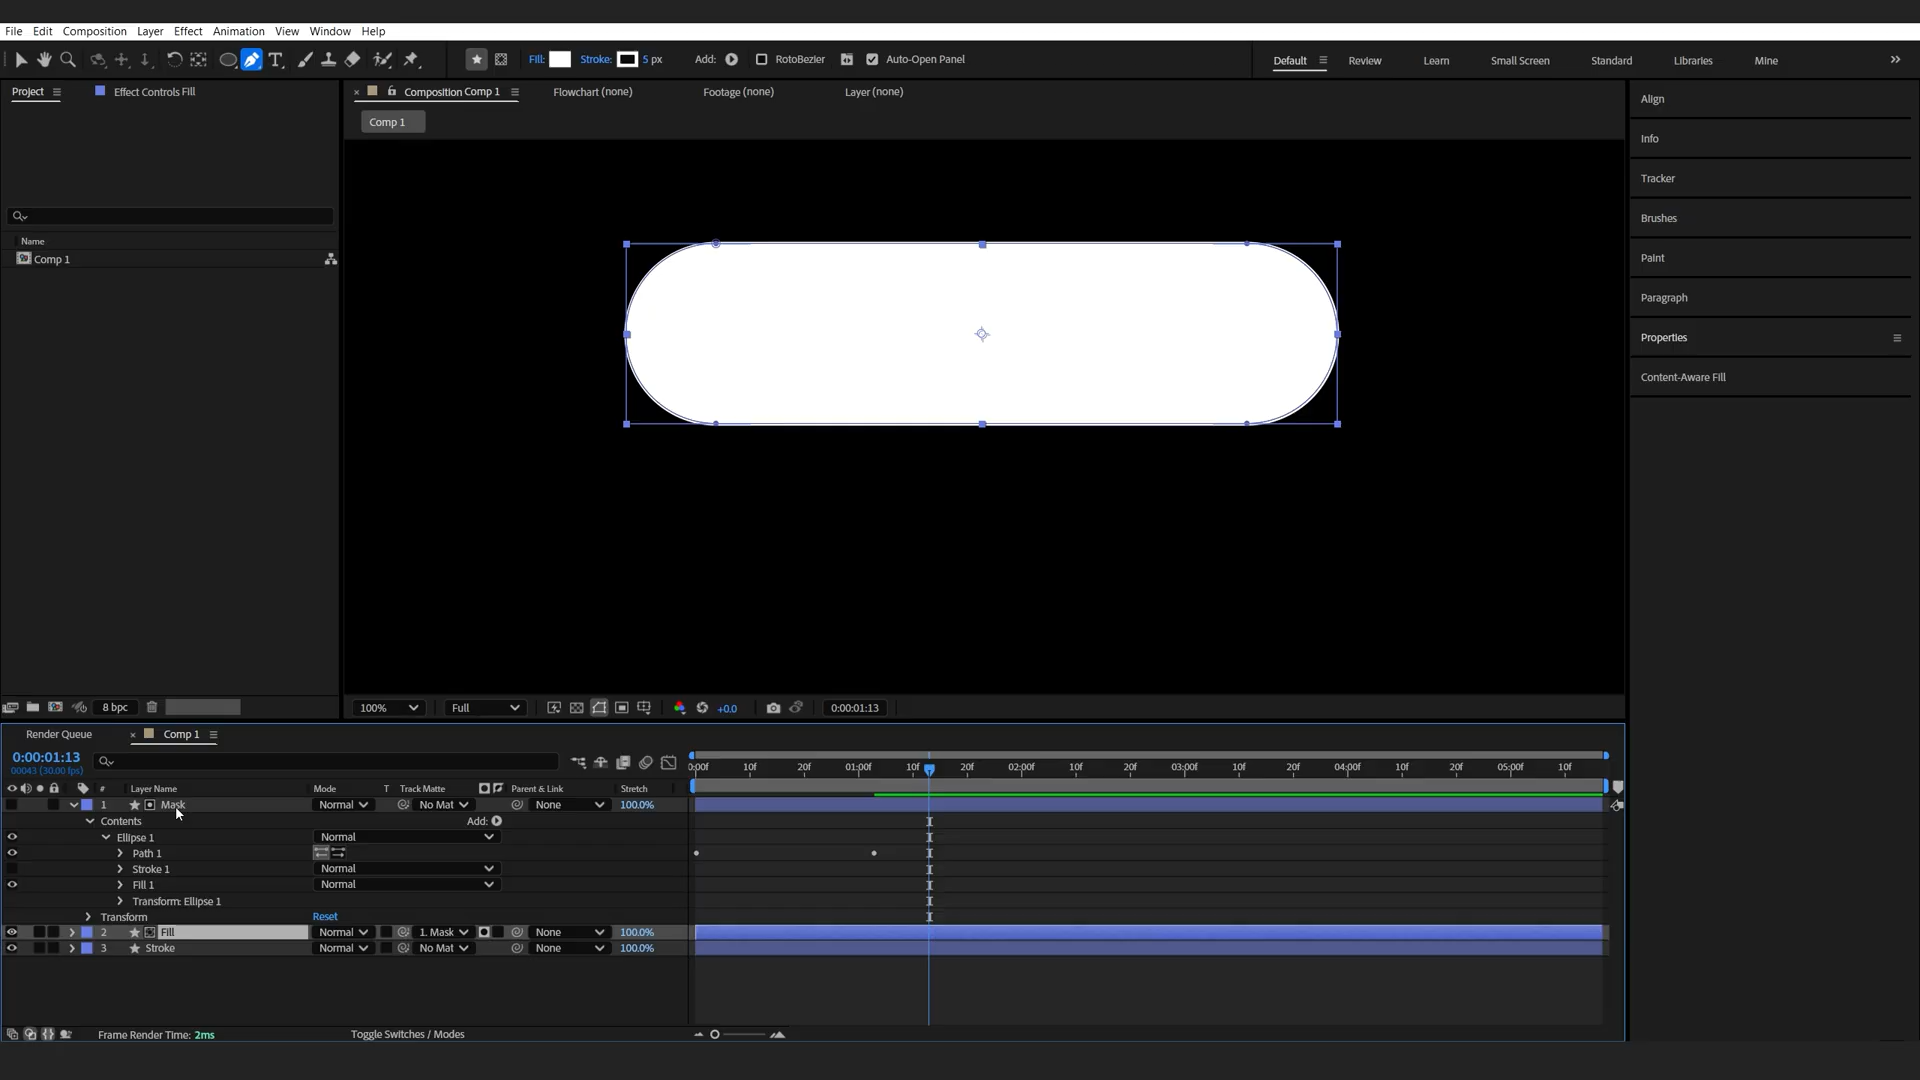 File Edit Composition Layer Effect Animation View Window Help
Fill: Stroke: 5 px Add: RotoBezier Auto-Open Panel Default Review Learn Small Screen Standard Libraries Mine
Project Effect Controls Fill Composition Comp 1 Flowchart (none) Footage (none) Layer (none)
Align
Comp 1
Info
Tracker
Brushes
Name
Comp 1
Paint
Paragraph
Properties
Content-Aware Fill
8 bpc 100% Full +0.0 0:00:01:13
Render Queue Comp 1
0:00:01:13
00043 (30.00 fps)
0:00f 10f 20f 01:00f 10f 20f 02:00f 10f 20f 03:00f 10f 20f 04:00f 10f 20f 05:00f 10f
# Layer Name Mode T Track Matte Parent & Link Stretch
1 Mask Normal No Mat None 100.0%
Contents Add:
Ellipse 1 Normal
Path 1
Stroke 1 Normal
Fill 1 Normal
Transform: Ellipse 1
Transform Reset
2 Fill Normal 1. Mask None 100.0%
3 Stroke Normal No Mat None 100.0%
Frame Render Time: 2ms Toggle Switches / Modes